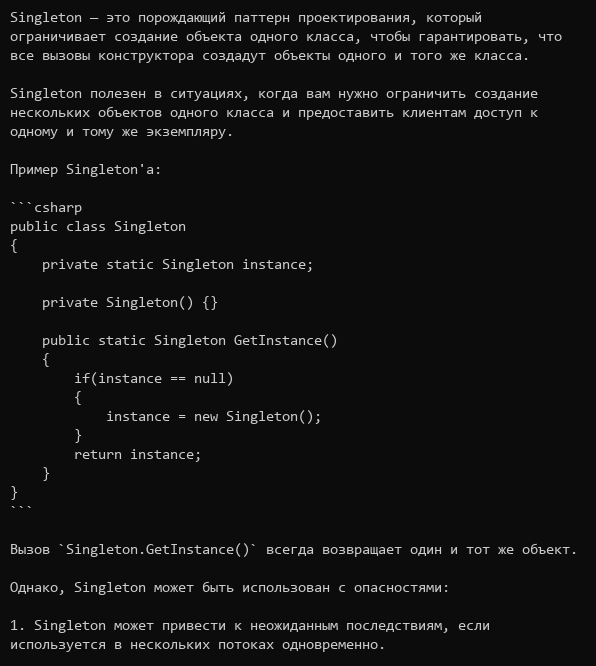 Singleton — это порождающий паттерн проектирования, который
ограничивает создание объекта одного класса, чтобы гарантировать, что
все вызовы конструктора создадут объекты одного и того же класса.

Singleton полезен в ситуациях, когда вам нужно ограничить создание
нескольких объектов одного класса и предоставить клиентам доступ к
одному и тому же экземпляру.

Пример Singleton'а:

```csharp
public class Singleton
{
    private static Singleton instance;

    private Singleton() {}

    public static Singleton GetInstance()
    {
        if(instance == null)
        {
            instance = new Singleton();
        }
        return instance;
    }
}
```

Вызов `Singleton.GetInstance()` всегда возвращает один и тот же объект.

Однако, Singleton может быть использован с опасностями:

1. Singleton может привести к неожиданным последствиям, если
используется в нескольких потоках одновременно.